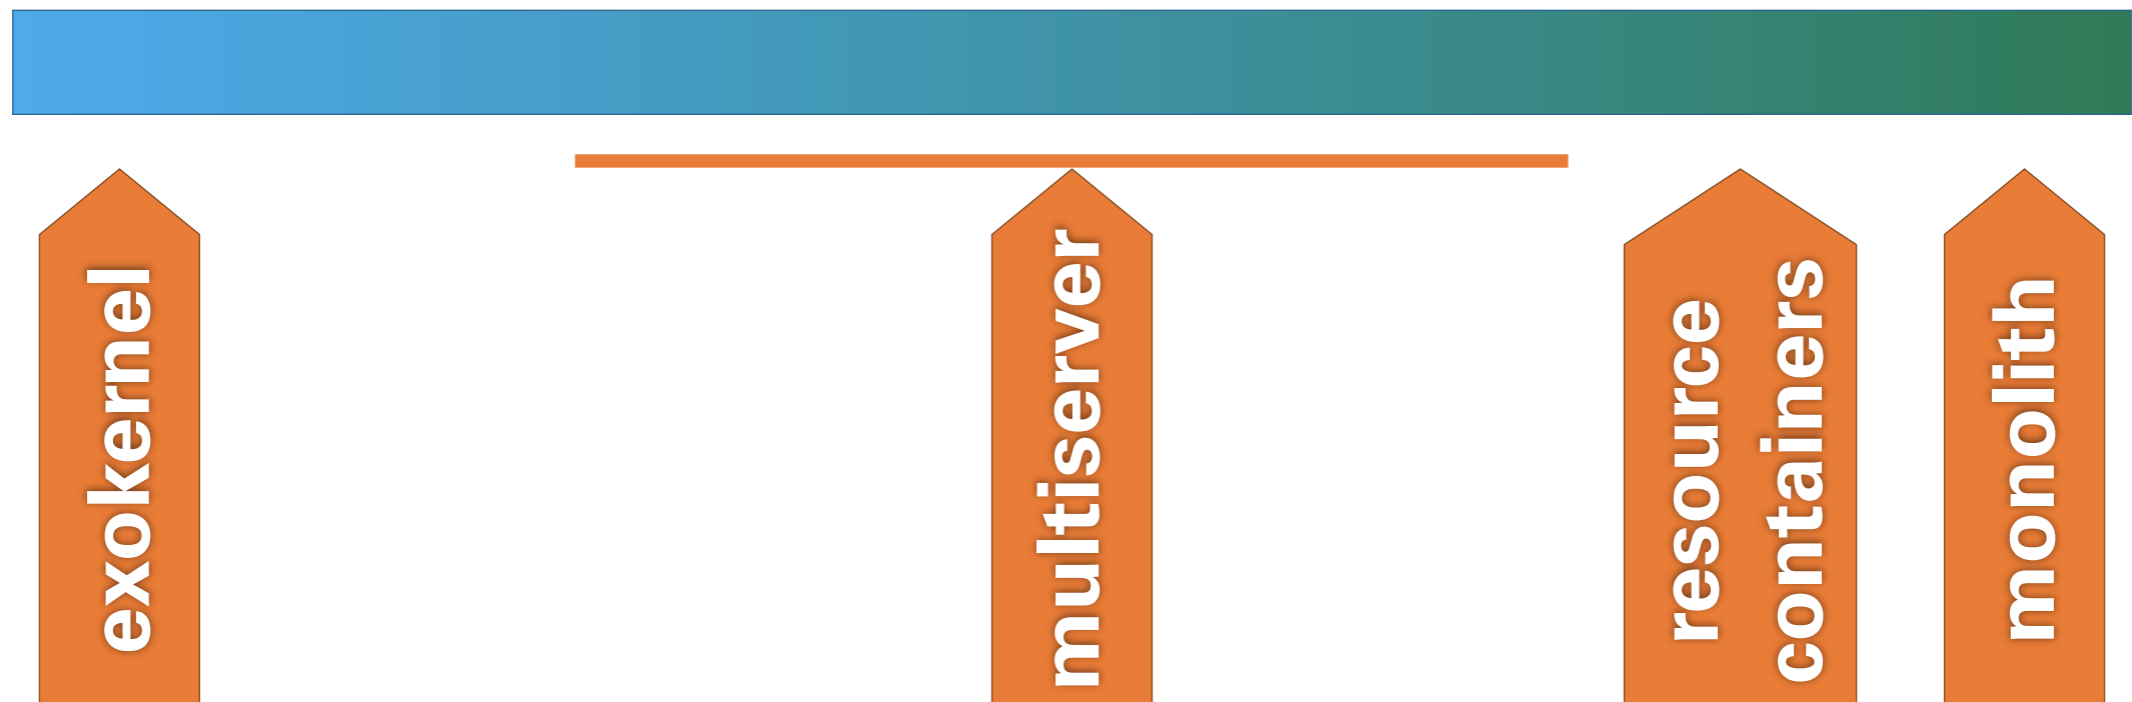 exokernel
multiserver
resource
containers
monolith